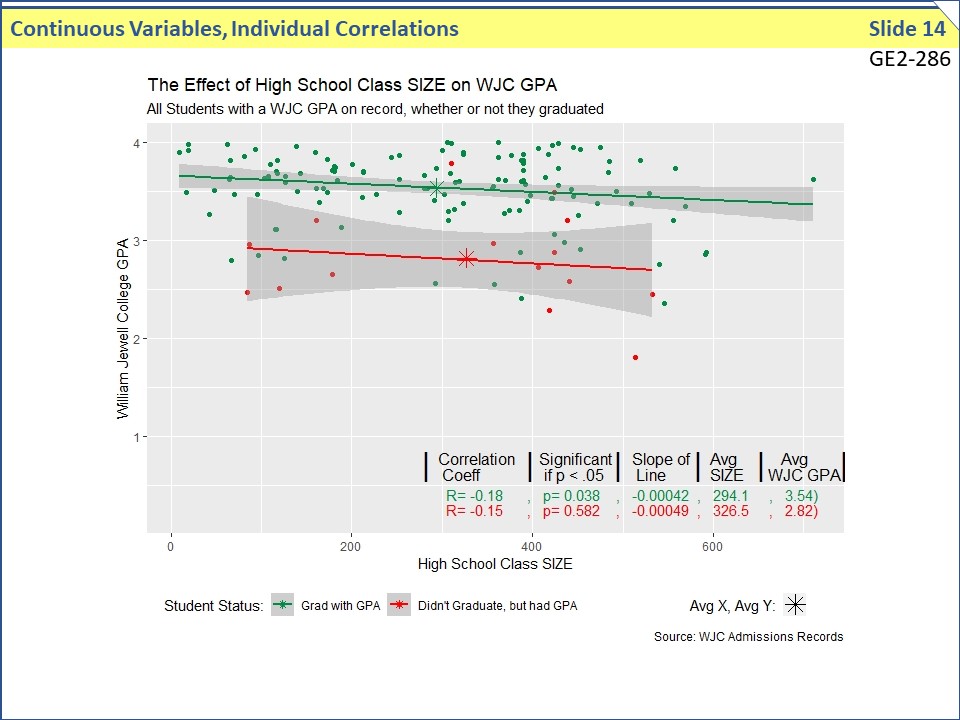 Continuous Variables, Individual Correlations Slide 14
GE2-286
The Effect of High School Class SIZE on WJC GPA
All Students with a WJC GPA on record, whether or not they graduated
William Jewell College GPA
4
3
2
1
Correlation Coeff | Significant if p < .05 | Slope of Line | Avg SIZE | Avg WJC GPA
R= -0.18 , p= 0.038 , -0.00042 , 294.1 , 3.54)
R= -0.15 , p= 0.582 , -0.00049 , 326.5 , 2.82)
0 200 400 600
High School Class SIZE
Student Status: Grad with GPA Didn't Graduate, but had GPA Avg X, Avg Y:
Source: WJC Admissions Records